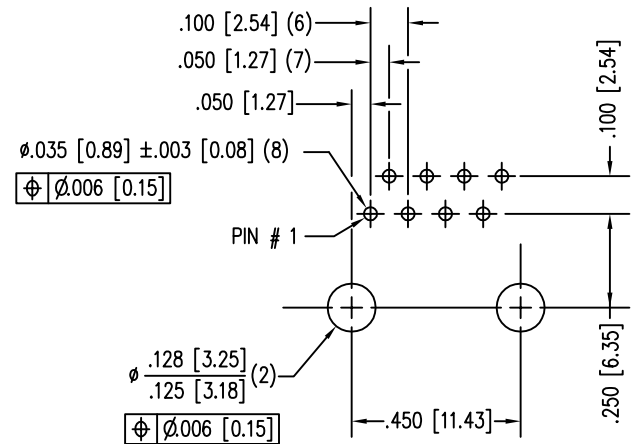 .100 [2.54] (6)
.050 [1.27] (7)
.050 [1.27]
.100 [2.54]
ø.035 [0.89] ±.003 [0.08] (8)
⌖ Ø.006 [0.15]
PIN # 1
ø .128 [3.25]
.125 [3.18] (2)
⌖ Ø.006 [0.15]
.450 [11.43]
.250 [6.35]